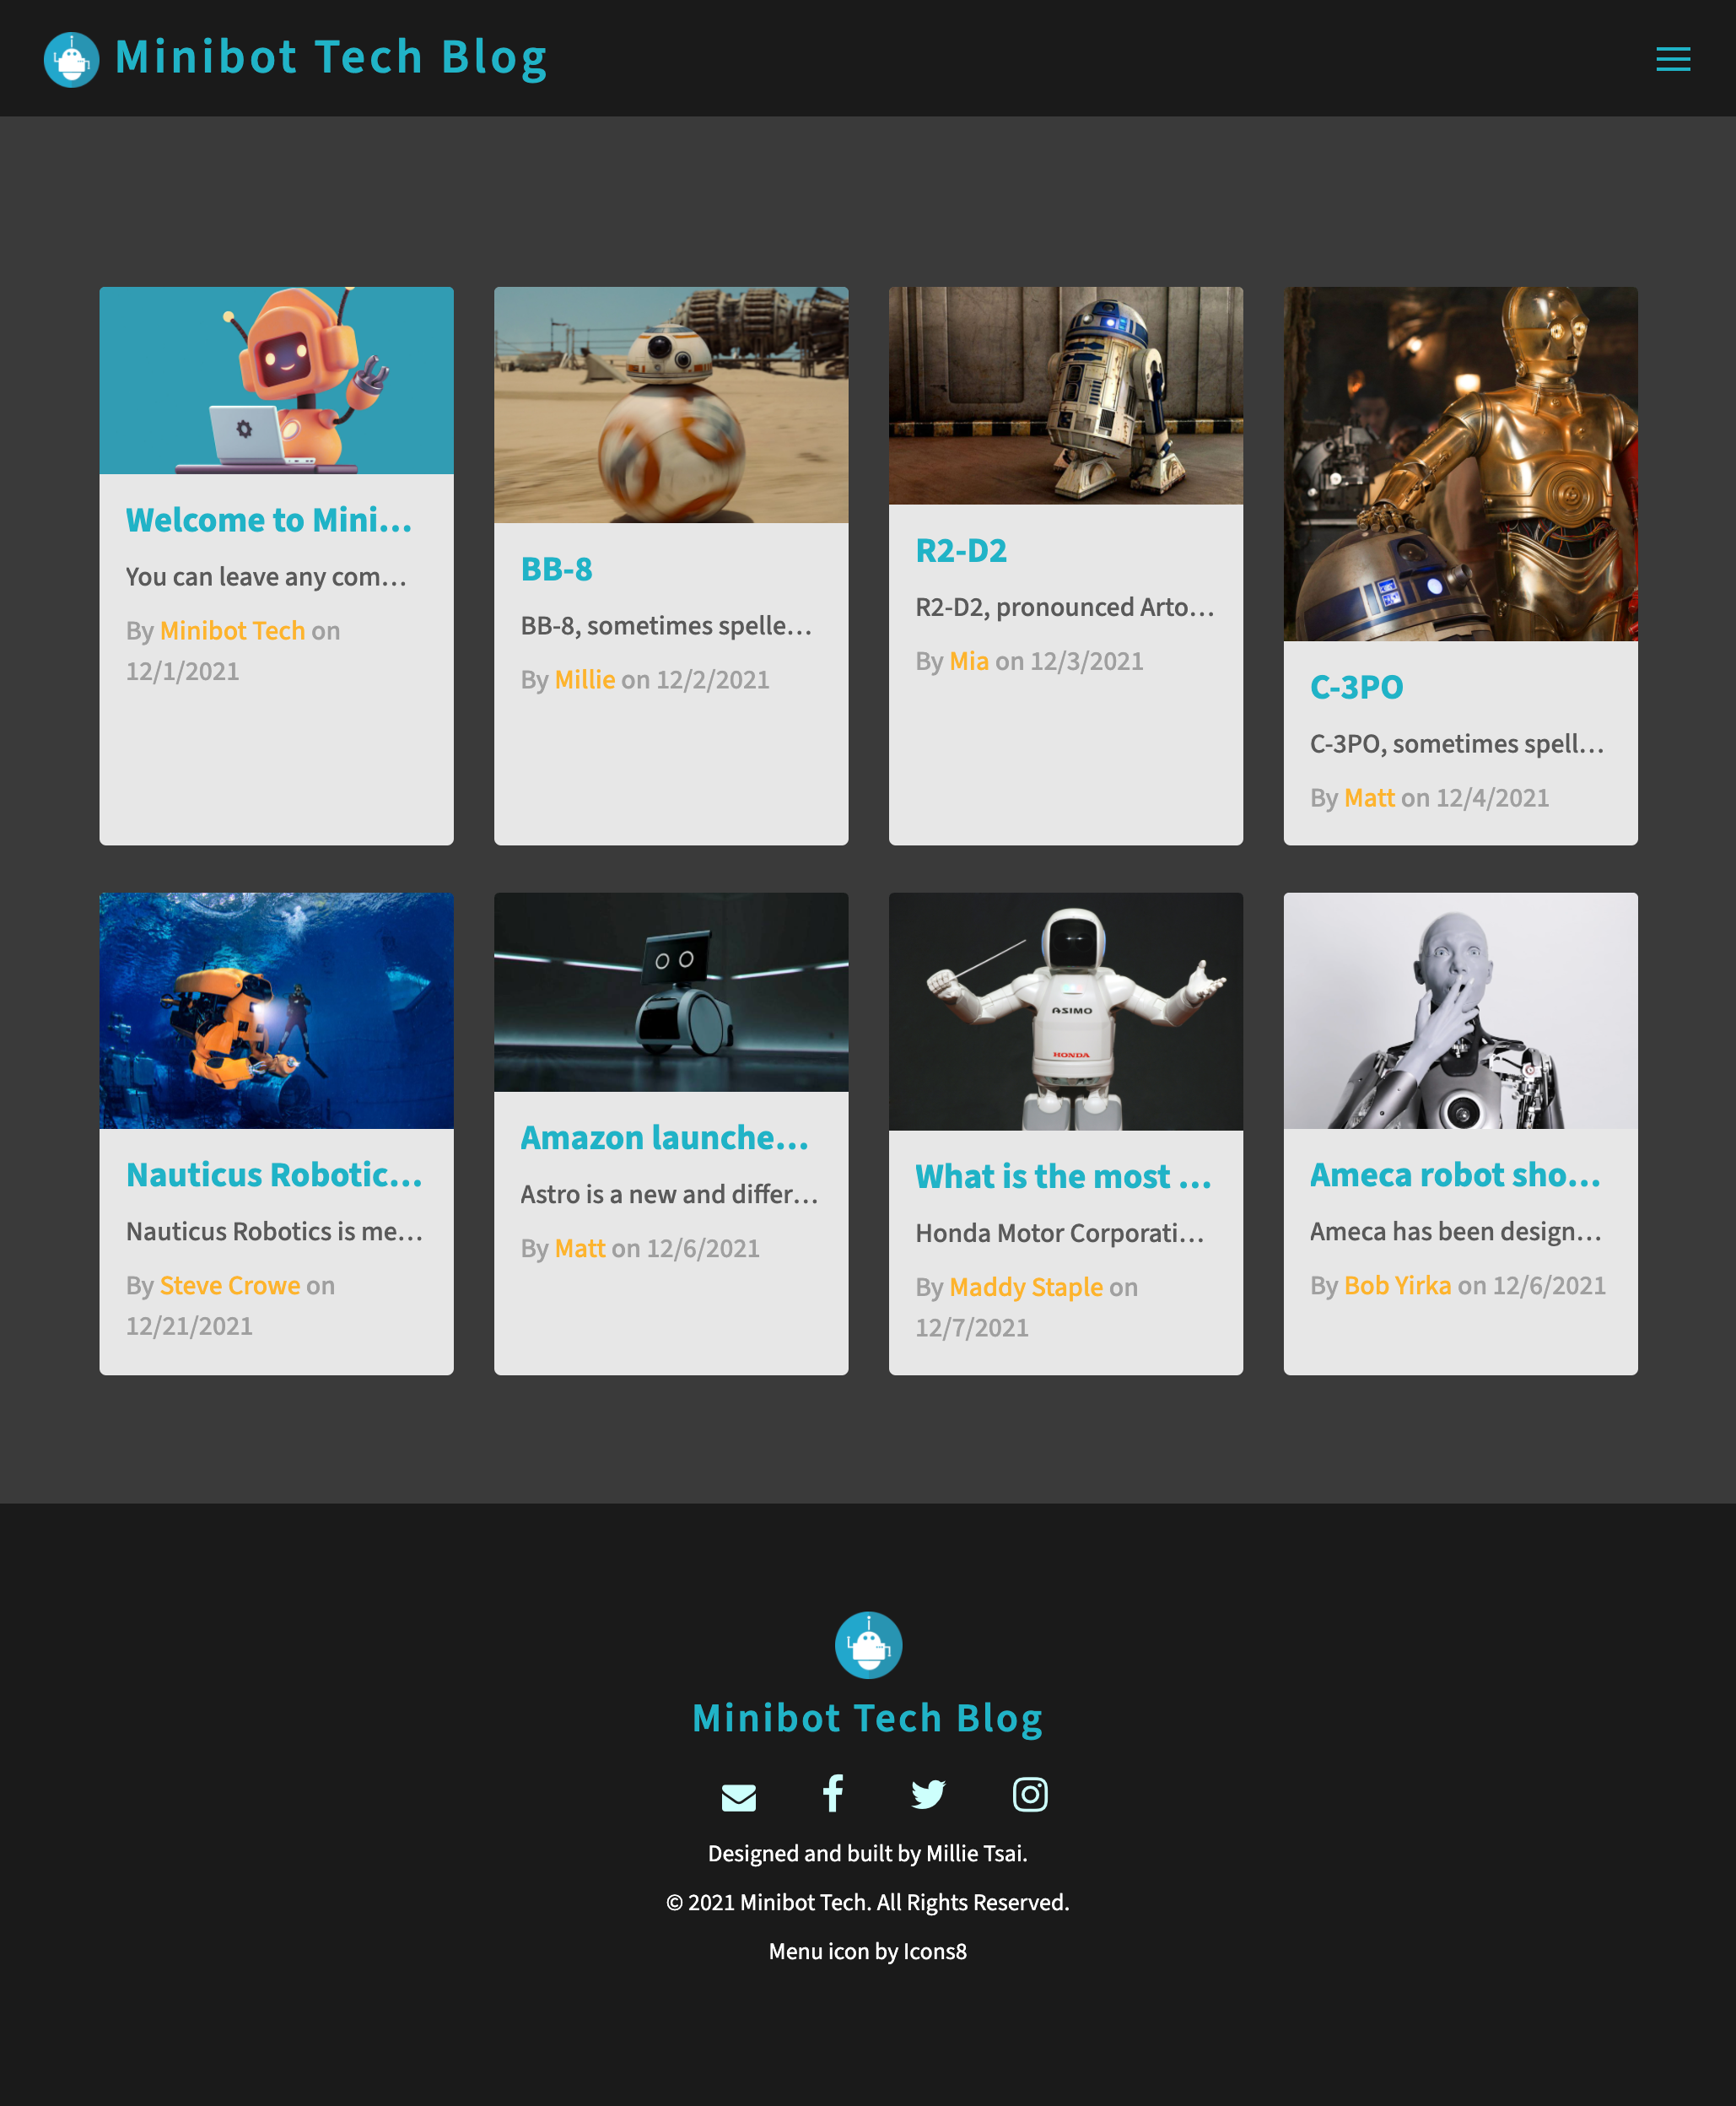 Minibot Tech Blog
Welcome to Mini...
You can leave any com...
By Minibot Tech on
12/1/2021
BB-8
BB-8, sometimes spelle...
By Millie on 12/2/2021
R2-D2
R2-D2, pronounced Arto...
By Mia on 12/3/2021
C-3PO
C-3PO, sometimes spell...
By Matt on 12/4/2021
Nauticus Robotic...
Nauticus Robotics is me...
By Steve Crowe on
12/21/2021
Amazon launche...
Astro is a new and differ...
By Matt on 12/6/2021
ASIMO
HONDA
What is the most ...
Honda Motor Corporati...
By Maddy Staple on
12/7/2021
Ameca robot sho...
Ameca has been design...
By Bob Yirka on 12/6/2021
Minibot Tech Blog
Designed and built by Millie Tsai.
© 2021 Minibot Tech. All Rights Reserved.
Menu icon by Icons8